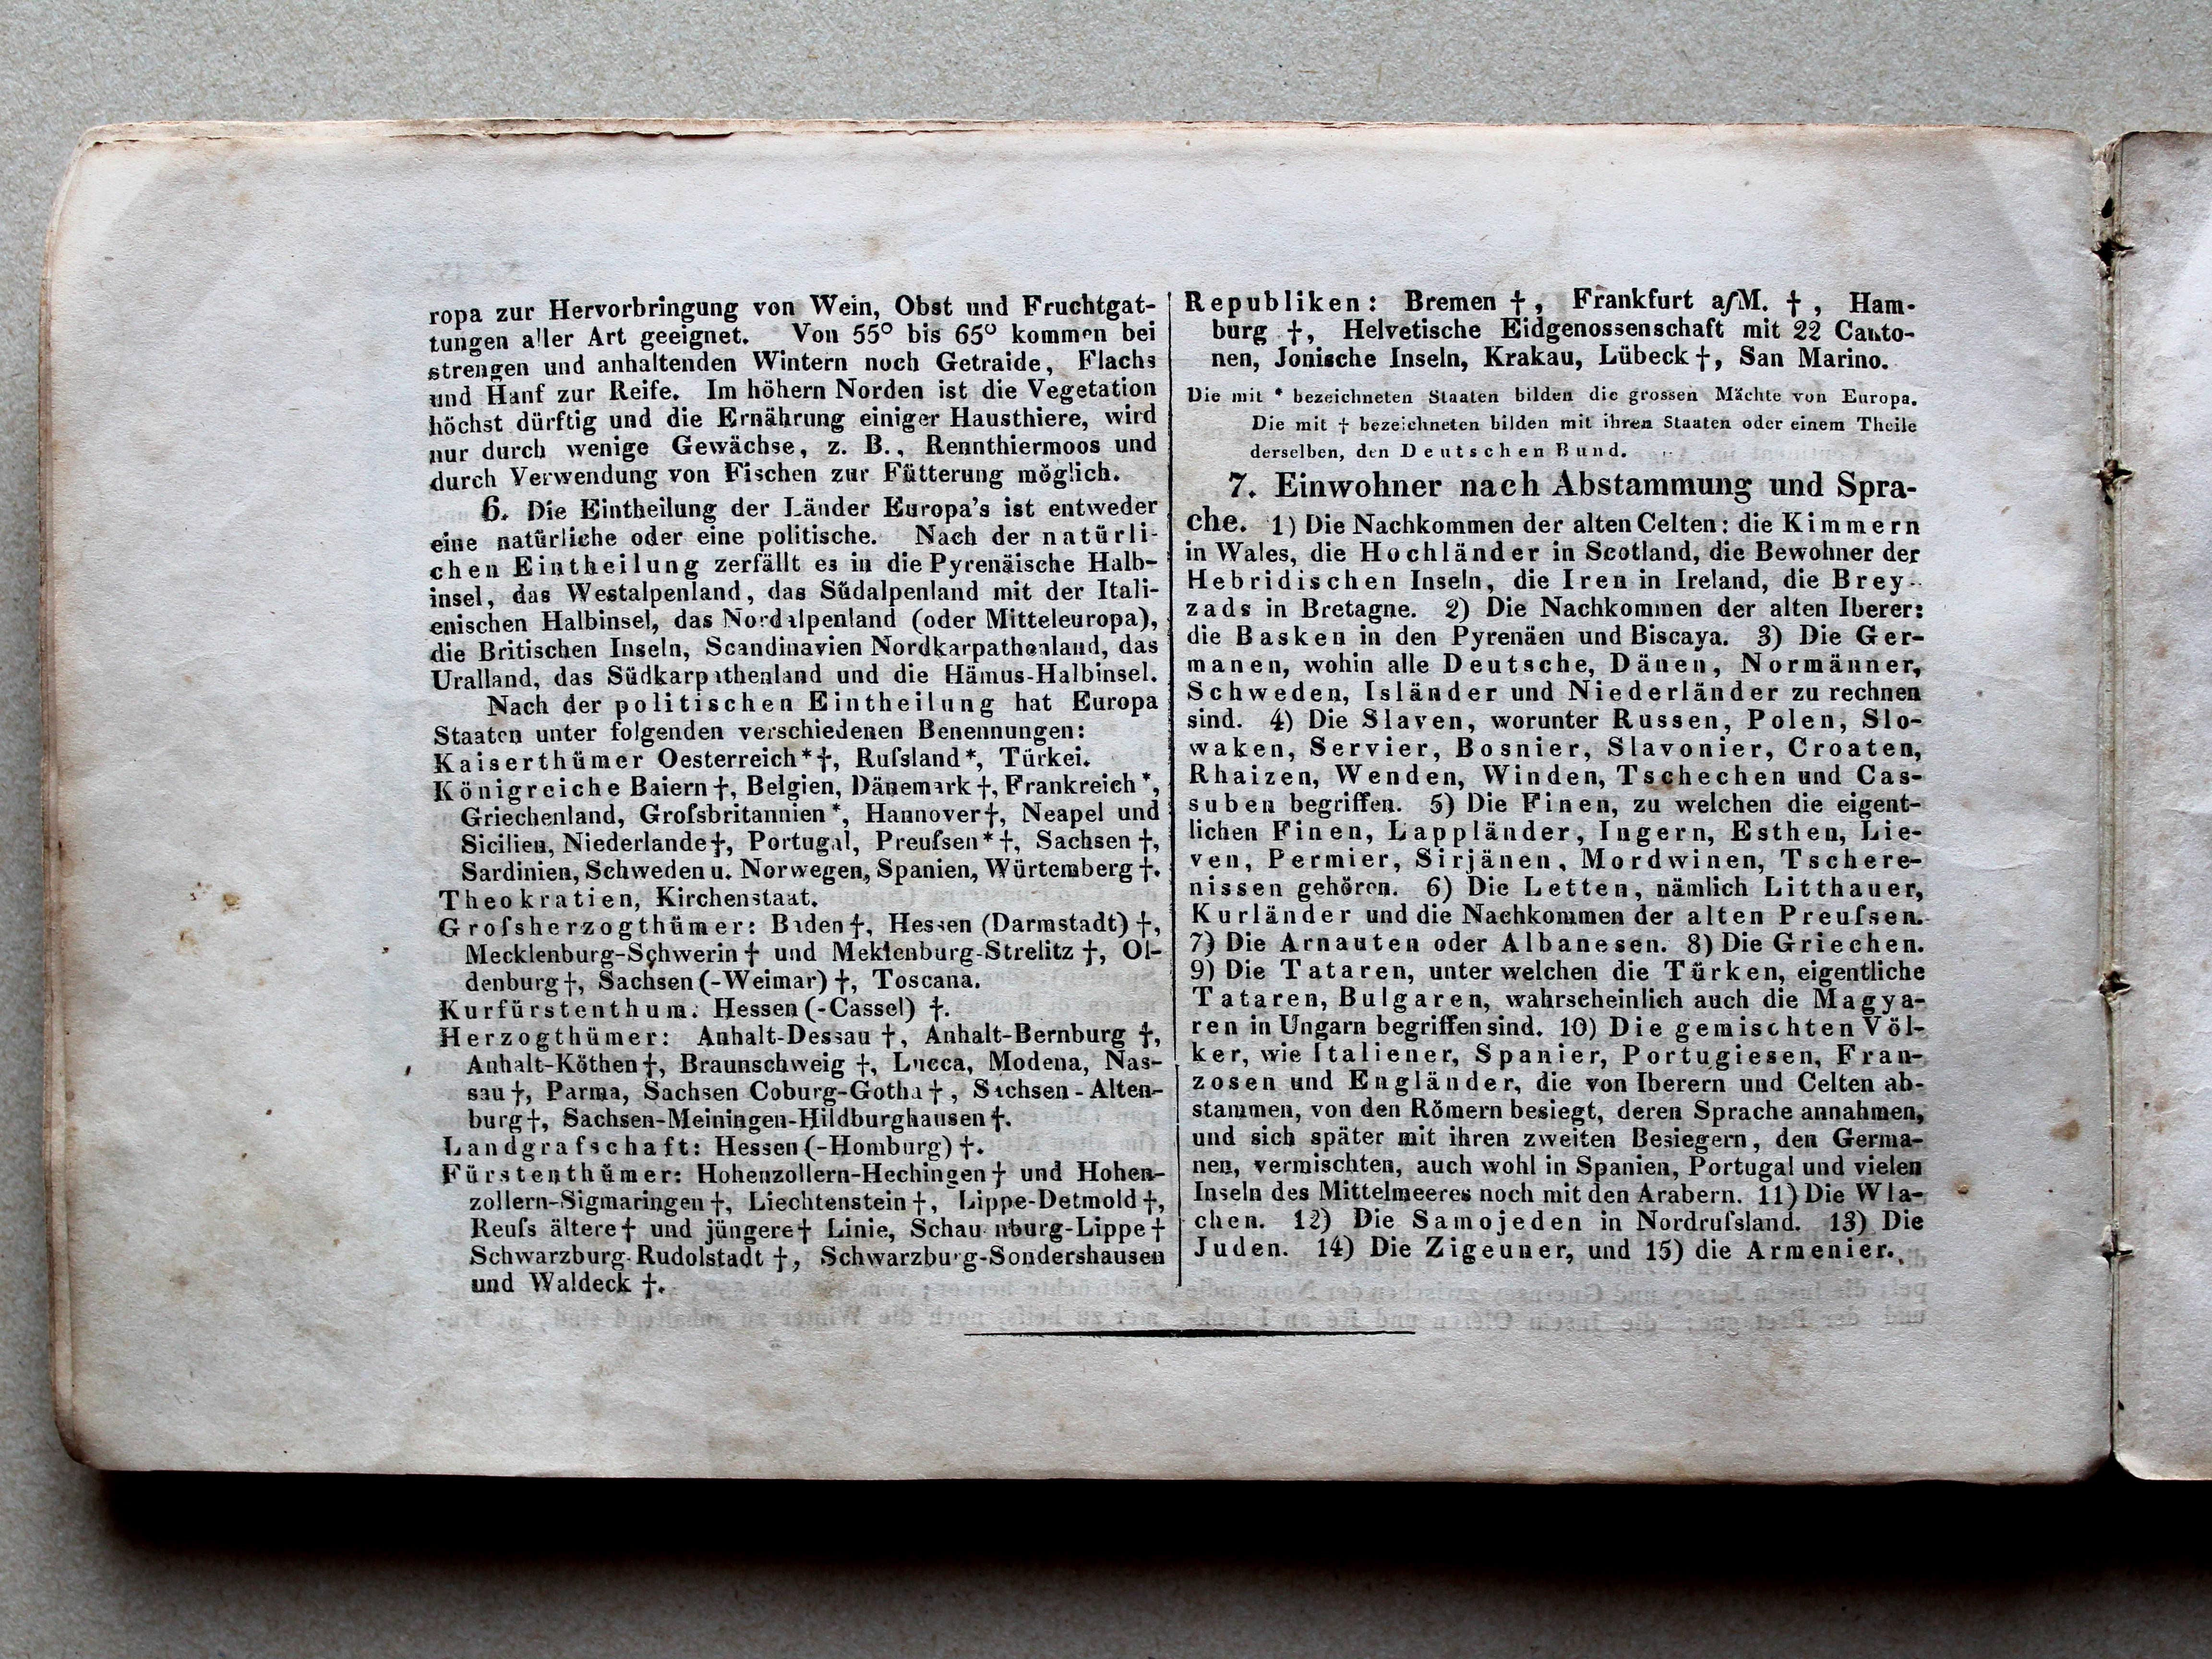 ropa zur Hervorbringung von Wein, Obst und Fruchtgat-
tungen aller Art geeignet. Von 55° bis 65° kommen bei
strengen und anhaltenden Wintern noch Getraide, Flachs
und Hanf zur Reife. Im höhern Norden ist die Vegetation
höchst dürftig und die Ernährung einiger Hausthiere, wird
nur durch wenige Gewächse, z. B., Rennthiermoos und
durch Verwendung von Fischen zur Fütterung möglich.
6. Die Eintheilung der Länder Europa's ist entweder
eine natürliche oder eine politische. Nach der natürli-
chen Eintheilung zerfällt es in die Pyrenäische Halb-
insel, das Westalpenland, das Südalpenland mit der Itali-
enischen Halbinsel, das Nordalpenland (oder Mitteleuropa),
die Britischen Inseln, Scandinavien Nordkarpathenland, das
Uralland, das Südkarpathenland und die Hämus-Halbinsel.
Nach der politischen Eintheilung hat Europa
Staaten unter folgenden verschiedenen Benennungen:
Kaiserthümer Oesterreich*†, Ruſsland*, Türkei.
Königreiche Baiern†, Belgien, Dänemark†, Frankreich*,
Griechenland, Groſsbritannien*, Hannover†, Neapel und
Sicilien, Niederlande†, Portugal, Preuſsen*†, Sachsen†,
Sardinien, Schweden u. Norwegen, Spanien, Würtemberg†.
Theokratien, Kirchenstaat.
Groſsherzogthümer: Baden†, Hessen (Darmstadt)†,
Mecklenburg-Schwerin† und Meklenburg-Strelitz†, Ol-
denburg†, Sachsen (-Weimar)†, Toscana.
Kurfürstenthum: Hessen (-Cassel) †.
Herzogthümer: Anhalt-Dessau †, Anhalt-Bernburg †,
Anhalt-Köthen†, Braunschweig †, Lucca, Modena, Nas-
sau†, Parma, Sachsen Coburg-Gotha†, Sachsen-Alten-
burg†, Sachsen-Meiningen-Hildburghausen†.
Landgrafschaft: Hessen (-Homburg)†.
Fürstenthümer: Hohenzollern-Hechingen† und Hohen-
zollern-Sigmaringen†, Liechtenstein†, Lippe-Detmold†,
Reuſs ältere† und jüngere† Linie, Schaumburg-Lippe†
Schwarzburg-Rudolstadt †, Schwarzburg-Sondershausen
und Waldeck †.
Republiken: Bremen †, Frankfurt aſM. †, Ham-
burg †, Helvetische Eidgenossenschaft mit 22 Canto-
nen, Jonische Inseln, Krakau, Lübeck†, San Marino.
Die mit * bezeichneten Staaten bilden die grossen Mächte von Europa.
Die mit † bezeichneten bilden mit ihren Staaten oder einem Theile
derselben, den Deutschen Bund.
7. Einwohner nach Abstammung und Spra-
che. 1) Die Nachkommen der alten Celten: die Kimmern
in Wales, die Hochländer in Scotland, die Bewohner der
Hebridischen Inseln, die Iren in Ireland, die Brey-
zads in Bretagne. 2) Die Nachkommen der alten Iberer:
die Basken in den Pyrenäen und Biscaya. 3) Die Ger-
manen, wohin alle Deutsche, Dänen, Normänner,
Schweden, Isländer und Niederländer zu rechnen
sind. 4) Die Slaven, worunter Russen, Polen, Slo-
waken, Servier, Bosnier, Slavonier, Croaten,
Rhaizen, Wenden, Winden, Tschechen und Cas-
suben begriffen. 5) Die Finen, zu welchen die eigent-
lichen Finen, Lappländer, Ingern, Esthen, Lie-
ven, Permier, Sirjänen, Mordwinen, Tschere-
nissen gehören. 6) Die Letten, nämlich Litthauer,
Kurländer und die Nachkommen der alten Preuſsen.
7) Die Arnauten oder Albanesen. 8) Die Griechen.
9) Die Tataren, unter welchen die Türken, eigentliche
Tataren, Bulgaren, wahrscheinlich auch die Magya-
ren in Ungarn begriffen sind. 10) Die gemischten Völ-
ker, wie Italiener, Spanier, Portugiesen, Fran-
zosen und Engländer, die von Iberern und Celten ab-
stammen, von den Römern besiegt, deren Sprache annahmen,
und sich später mit ihren zweiten Besiegern, den Germa-
nen, vermischten, auch wohl in Spanien, Portugal und vielen
Inseln des Mittelmeeres noch mit den Arabern. 11) Die Wla-
chen. 12) Die Samojeden in Nordruſsland. 13) Die
Juden. 14) Die Zigeuner, und 15) die Armenier.